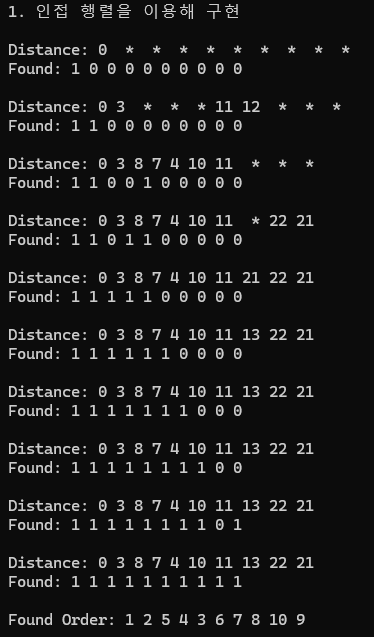 1. 인접 행렬을 이용해 구현
Distance: 0 * * * * * * * * *
Found: 1 0 0 0 0 0 0 0 0 0
Distance: 0 3 * * * 11 12 * * *
Found: 1 1 0 0 0 0 0 0 0 0
Distance: 0 3 8 7 4 10 11 * * *
Found: 1 1 0 0 1 0 0 0 0 0
Distance: 0 3 8 7 4 10 11 * 22 21
Found: 1 1 0 1 1 0 0 0 0 0
Distance: 0 3 8 7 4 10 11 21 22 21
Found: 1 1 1 1 1 0 0 0 0 0
Distance: 0 3 8 7 4 10 11 13 22 21
Found: 1 1 1 1 1 1 0 0 0 0
Distance: 0 3 8 7 4 10 11 13 22 21
Found: 1 1 1 1 1 1 1 0 0 0
Distance: 0 3 8 7 4 10 11 13 22 21
Found: 1 1 1 1 1 1 1 1 0 0
Distance: 0 3 8 7 4 10 11 13 22 21
Found: 1 1 1 1 1 1 1 1 0 1
Distance: 0 3 8 7 4 10 11 13 22 21
Found: 1 1 1 1 1 1 1 1 1 1
Found Order: 1 2 5 4 3 6 7 8 10 9